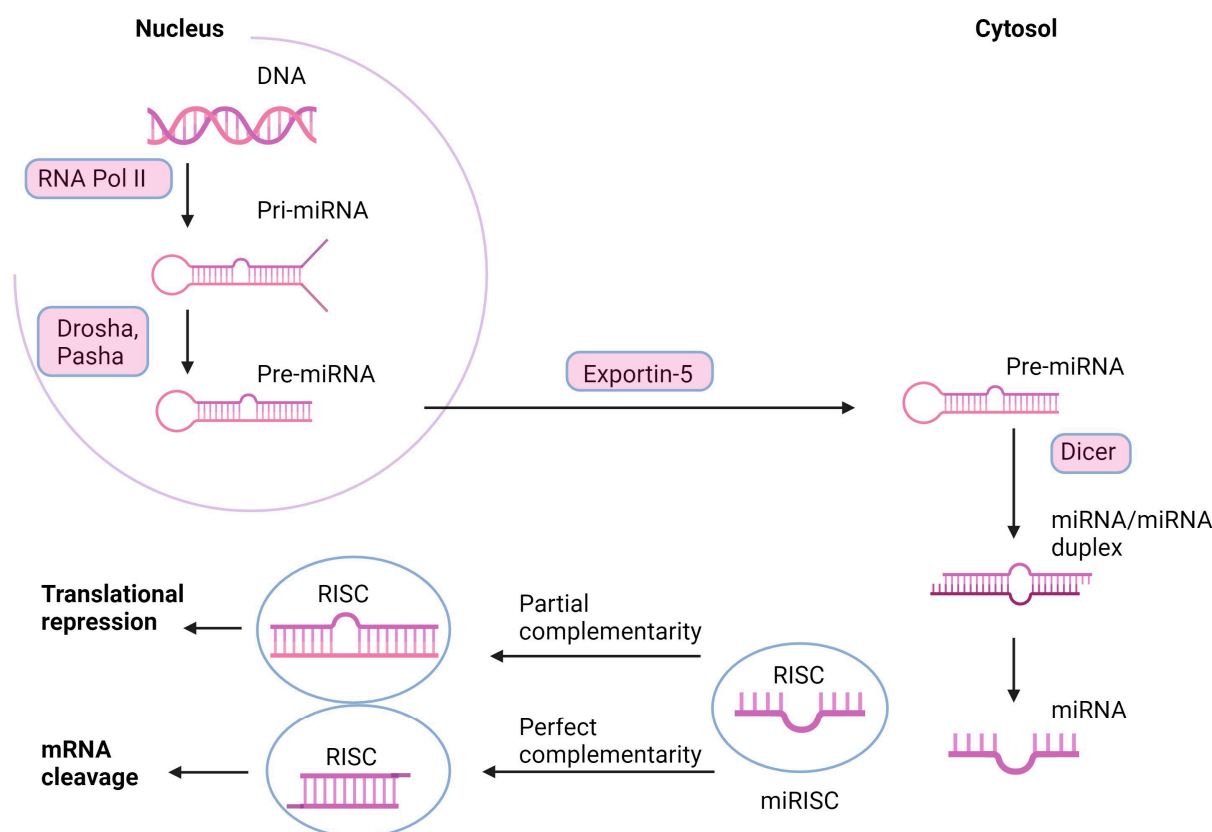 Nucleus
Cytosol
DNA
RNA Pol II
Pri-miRNA
Drosha,
Pasha
Pre-miRNA
Exportin-5
Pre-miRNA
Dicer
miRNA/miRNA
duplex
miRNA
RISC
miRISC
Partial
complementarity
RISC
Translational
repression
Perfect
complementarity
RISC
mRNA
cleavage